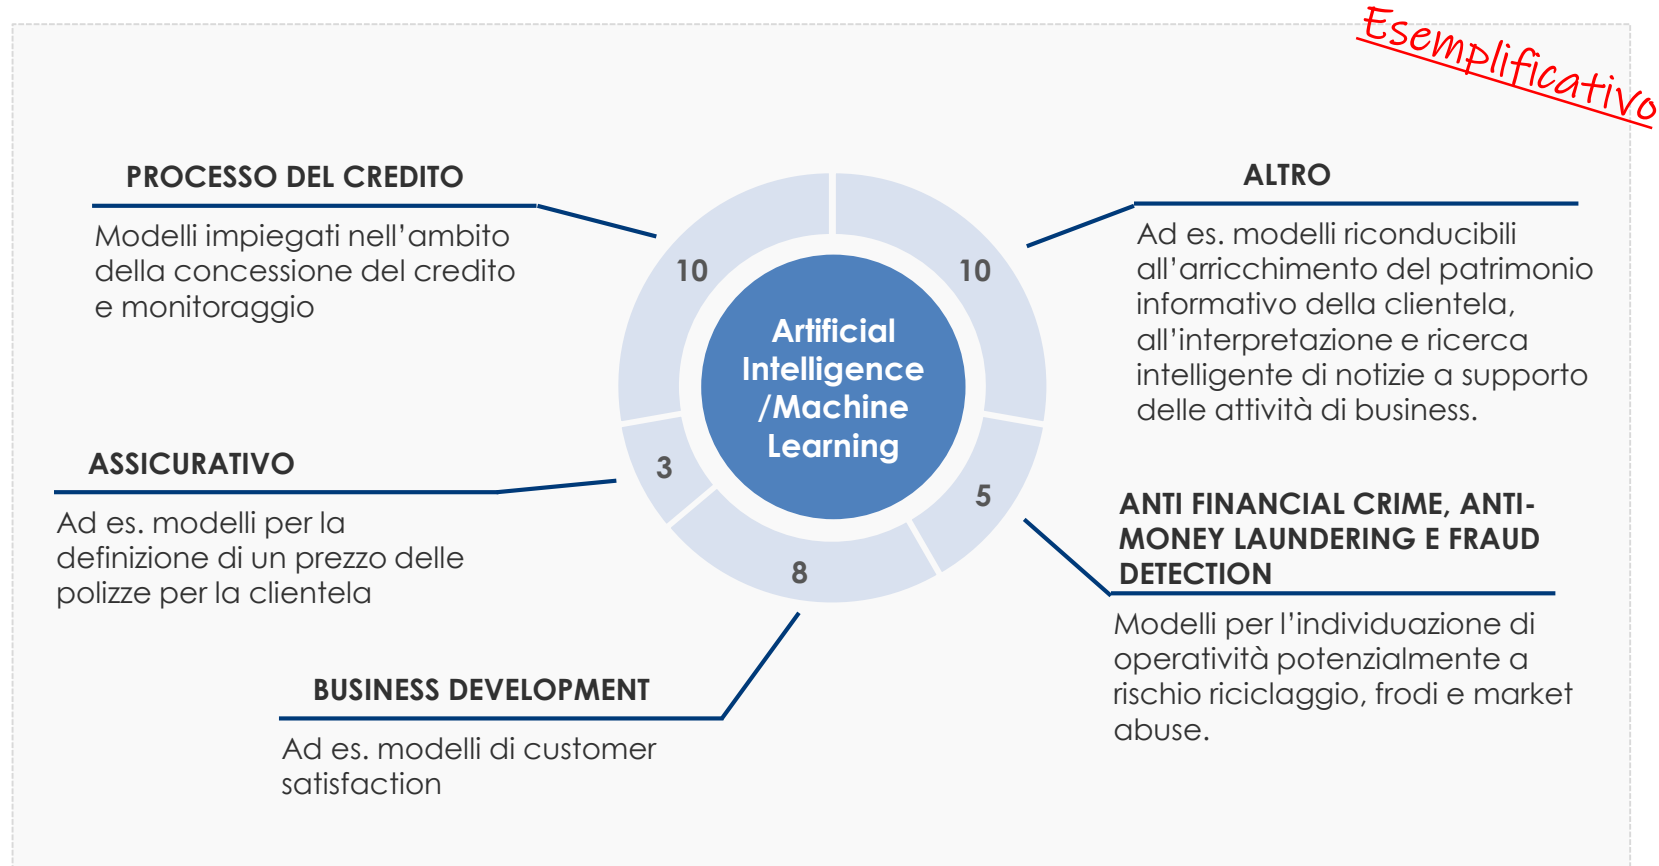 Esemplificativo
PROCESSO DEL CREDITO
Modelli impiegati nell’ambito
della concessione del credito
e monitoraggio
ALTRO
Ad es. modelli riconducibili
all’arricchimento del patrimonio
informativo della clientela,
all’interpretazione e ricerca
intelligente di notizie a supporto
delle attività di business.
10
10
Artificial
Intelligence
/Machine
Learning
ASSICURATIVO
Ad es. modelli per la
definizione di un prezzo delle
polizze per la clientela
3
5
8
ANTI FINANCIAL CRIME, ANTI-
MONEY LAUNDERING E FRAUD
DETECTION
Modelli per l’individuazione di
operatività potenzialmente a
rischio riciclaggio, frodi e market
abuse.
BUSINESS DEVELOPMENT
Ad es. modelli di customer
satisfaction